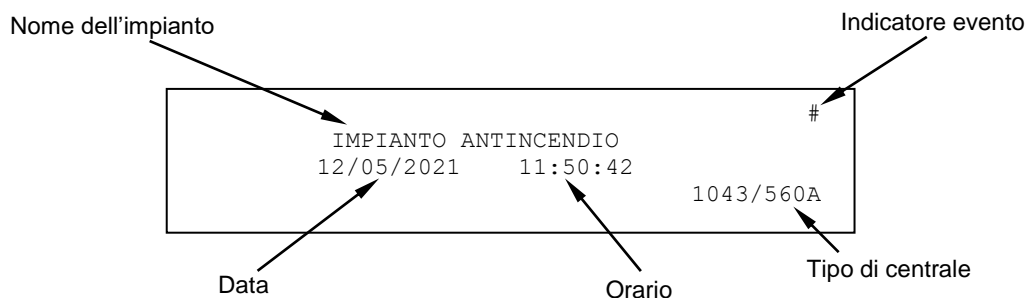 Nome dell'impianto
Indicatore evento
#
IMPIANTO ANTINCENDIO
12/05/2021 11:50:42
1043/560A
Data
Orario
Tipo di centrale